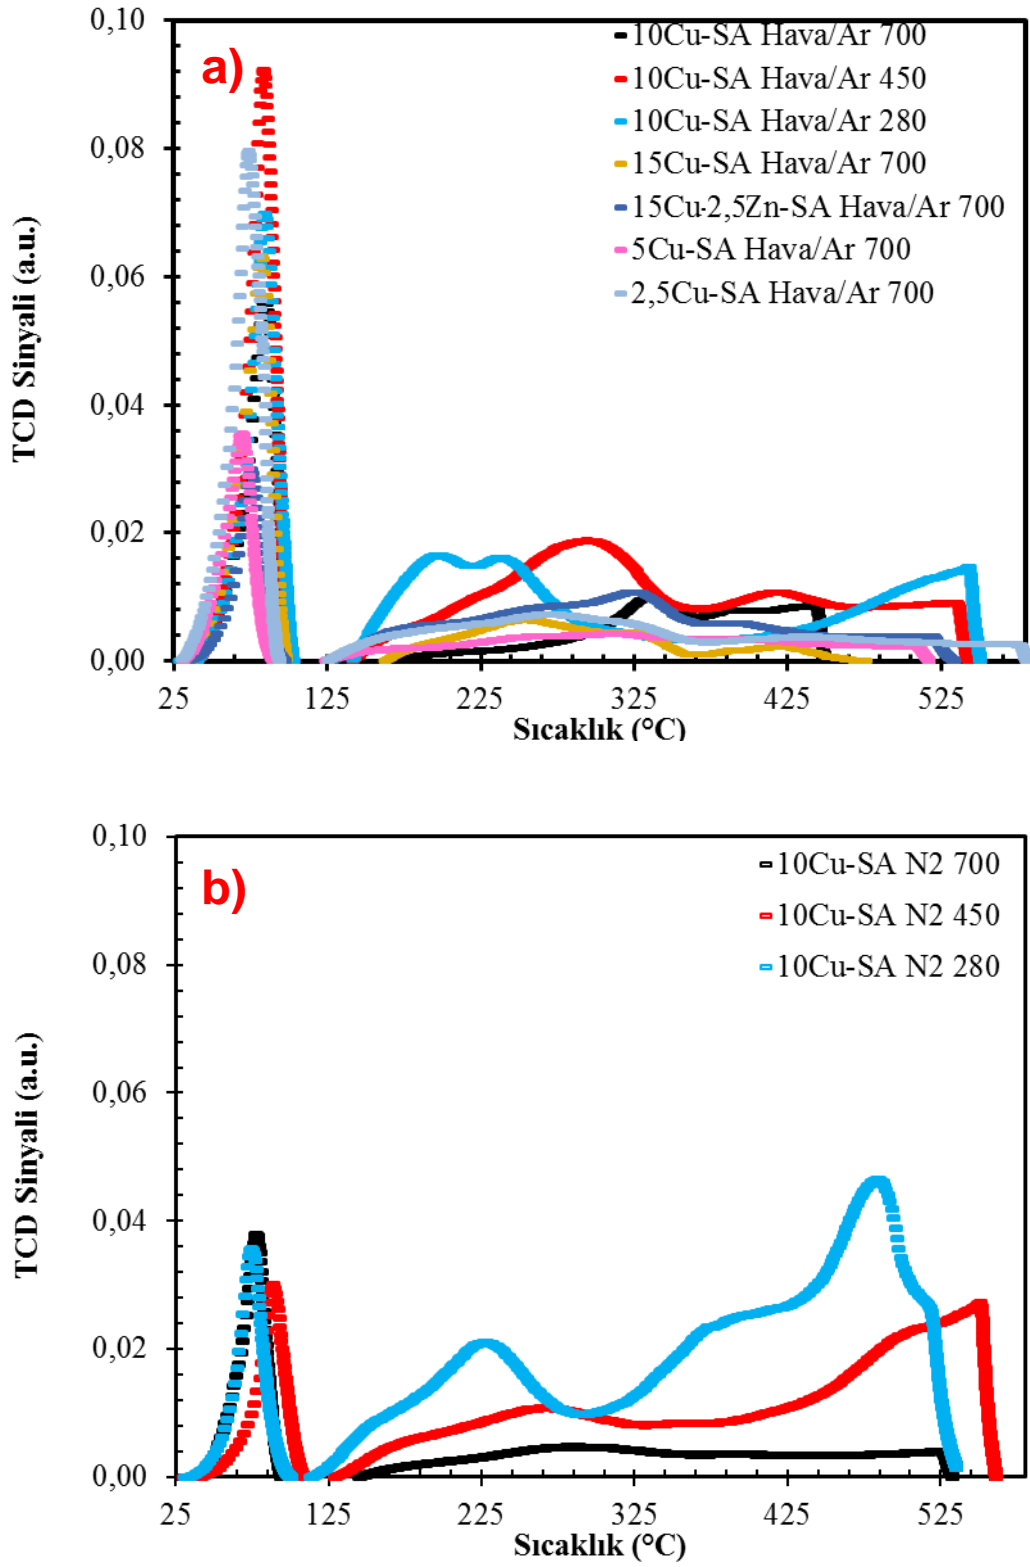 0,10
a)
10Cu-SA Hava/Ar 700
10Cu-SA Hava/Ar 450
10Cu-SA Hava/Ar 280
15Cu-SA Hava/Ar 700
15Cu-2,5Zn-SA Hava/Ar 700
5Cu-SA Hava/Ar 700
2,5Cu-SA Hava/Ar 700
0,08
0,06
0,04
0,02
0,00
TCD Sinyali (a.u.)
25 125 225 325 425 525
Sıcaklık (°C)
0,10
b)
10Cu-SA N2 700
10Cu-SA N2 450
10Cu-SA N2 280
0,08
0,06
0,04
0,02
0,00
TCD Sinyali (a.u.)
25 125 225 325 425 525
Sıcaklık (°C)